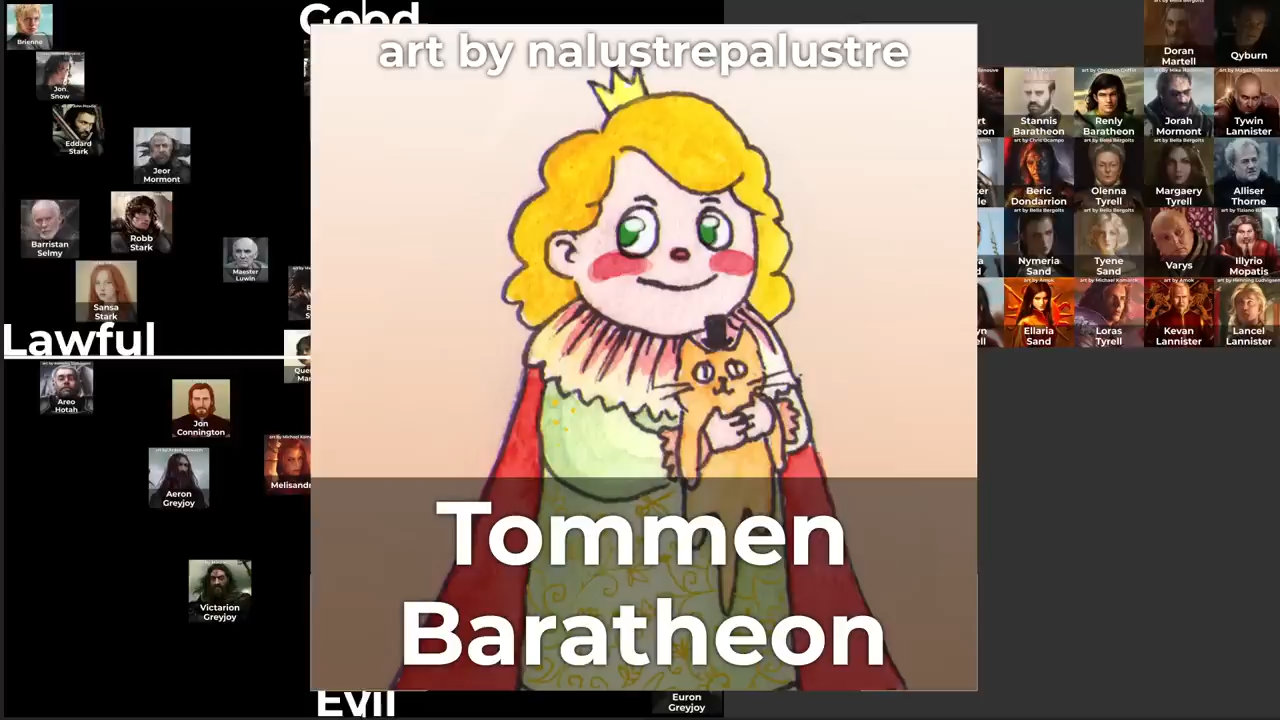 Good
art by nalustrepalustre
Tommen
Baratheon
Brienne
Jon
Snow
Eddard
Stark
Jeor
Mormont
Barristan
Selmy
Robb
Stark
Maester
Luwin
Sansa
Stark
Lawful
Areo
Hotah
Jon
Connington
Aeron
Greyjoy
Melisandr
Victarion
Greyjoy
Evil
Euron
Greyjoy
Doran
Martell
Qyburn
Stannis
Baratheon
Renly
Baratheon
Jorah
Mormont
Tywin
Lannister
Beric
Dondarrion
Olenna
Tyrell
Margaery
Tyrell
Alliser
Thorne
Nymeria
Sand
Tyene
Sand
Varys
Illyrio
Mopatis
Ellaria
Sand
Loras
Tyrell
Kevan
Lannister
Lancel
Lannister